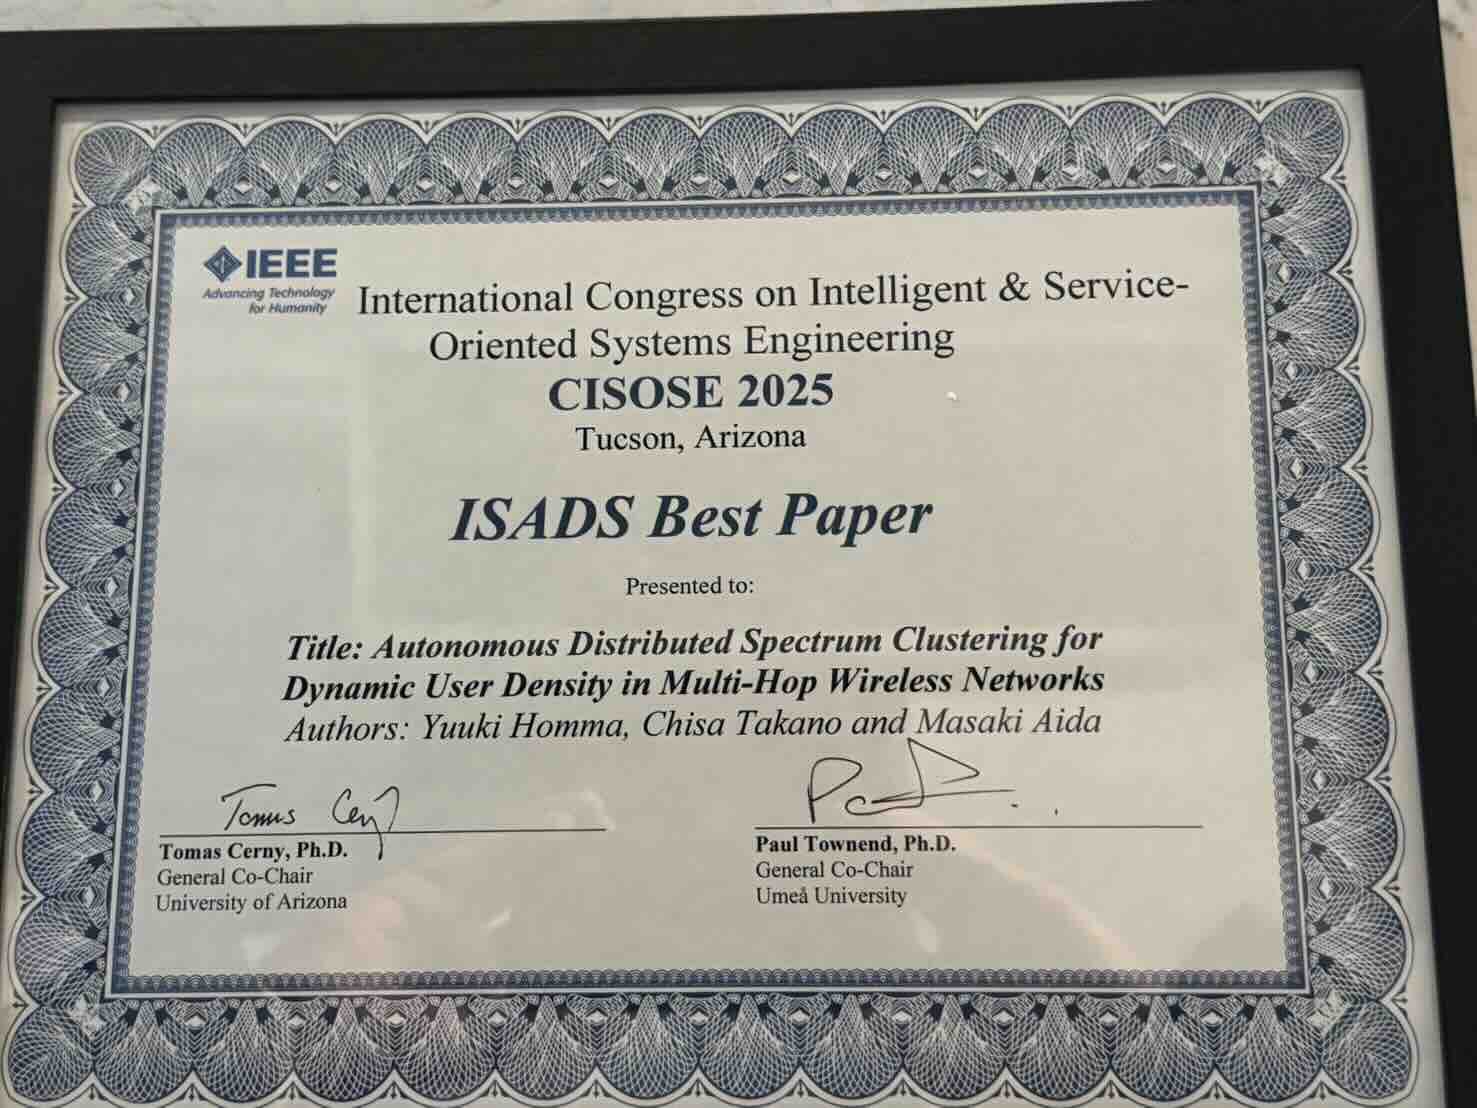 IEEE
Advancing Technology
for Humanity
International Congress on Intelligent & Service-
Oriented Systems Engineering
CISOSE 2025
Tucson, Arizona
ISADS Best Paper
Presented to:
Title: Autonomous Distributed Spectrum Clustering for
Dynamic User Density in Multi-Hop Wireless Networks
Authors: Yuuki Homma, Chisa Takano and Masaki Aida
Tomas Cerny, Ph.D.
General Co-Chair
University of Arizona
Paul Townend, Ph.D.
General Co-Chair
Umeå University